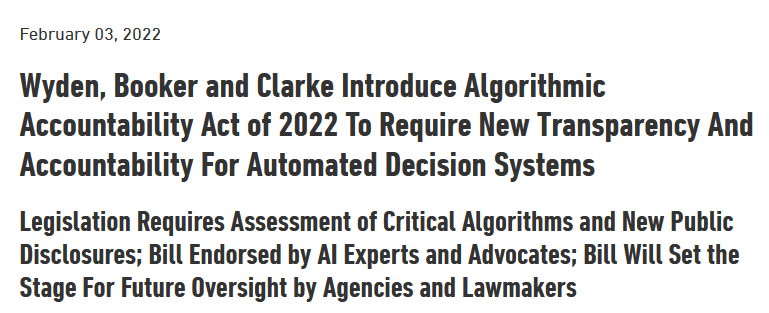 February 03, 2022
Wyden, Booker and Clarke Introduce Algorithmic
Accountability Act of 2022 To Require New Transparency And
Accountability For Automated Decision Systems
Legislation Requires Assessment of Critical Algorithms and New Public
Disclosures; Bill Endorsed by AI Experts and Advocates; Bill Will Set the
Stage For Future Oversight by Agencies and Lawmakers